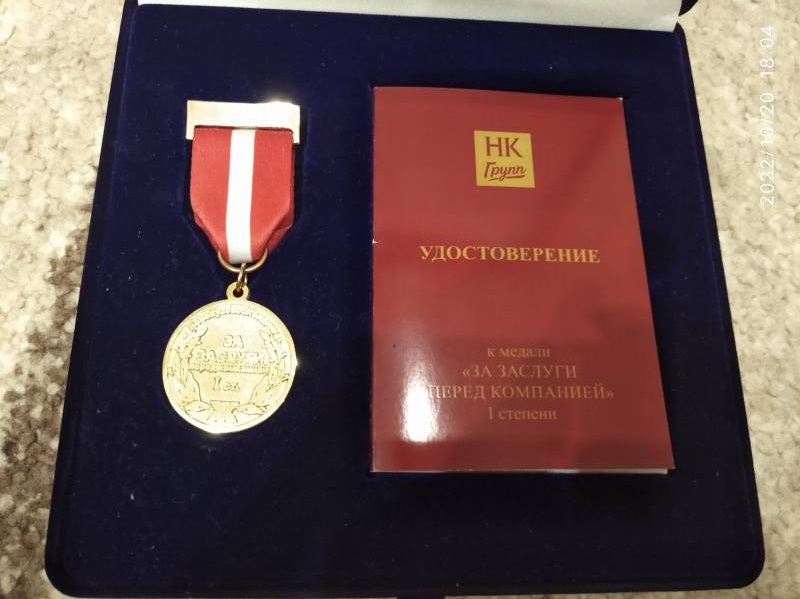 ЗА
ЗАСЛУГИ
I ст.
НК
Групп
УДОСТОВЕРЕНИЕ
к медали
«ЗА ЗАСЛУГИ
ПЕРЕД КОМПАНИЕЙ»
I степени
2022/10/20 18:04